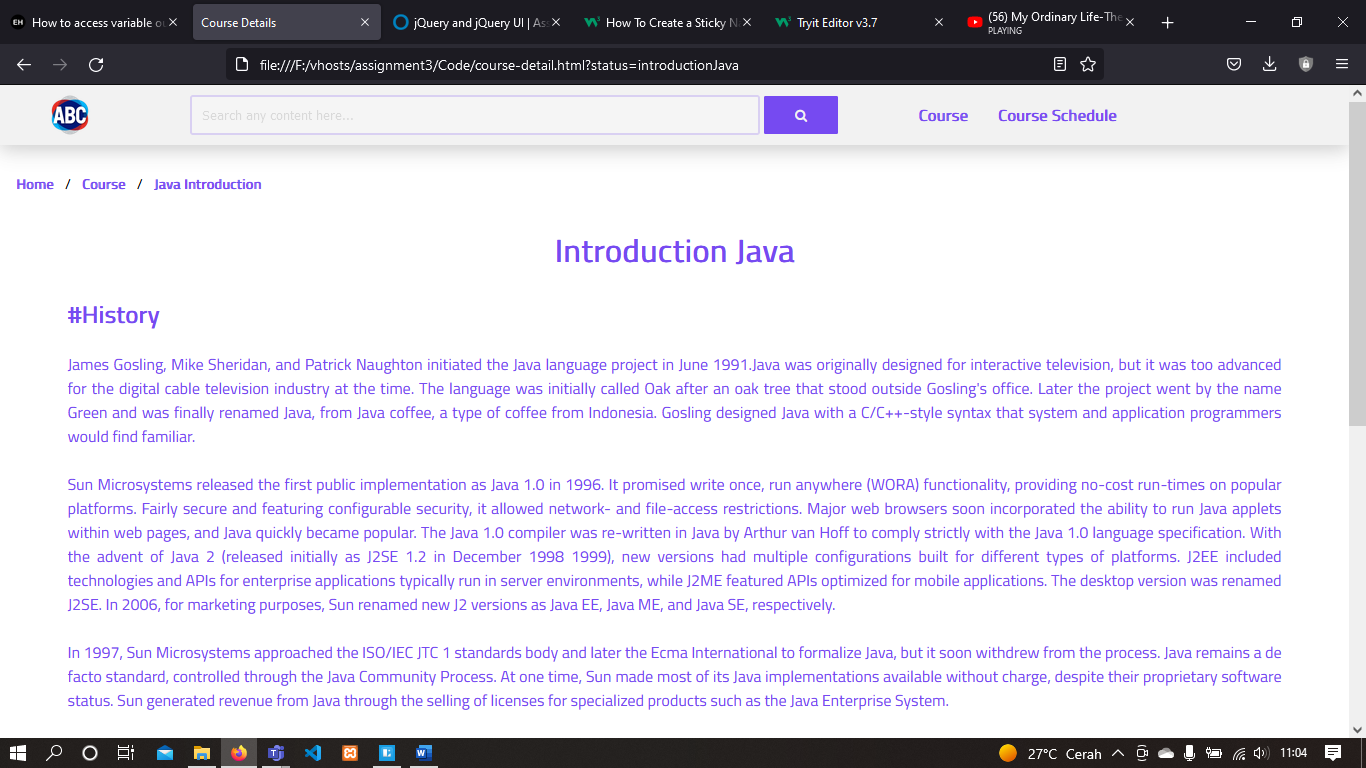 How to access variable ou
Course Details
jQuery and jQuery UI | Ass
How To Create a Sticky Na
Tryit Editor v3.7
(56) My Ordinary Life-The
PLAYING
file:///F:/vhosts/assignment3/Code/course-detail.html?status=introductionJava
ABC
Search any content here...
Course
Course Schedule
Home / Course / Java Introduction
Introduction Java
#History
James Gosling, Mike Sheridan, and Patrick Naughton initiated the Java language project in June 1991.Java was originally designed for interactive television, but it was too advanced
for the digital cable television industry at the time. The language was initially called Oak after an oak tree that stood outside Gosling's office. Later the project went by the name
Green and was finally renamed Java, from Java coffee, a type of coffee from Indonesia. Gosling designed Java with a C/C++-style syntax that system and application programmers
would find familiar.
Sun Microsystems released the first public implementation as Java 1.0 in 1996. It promised write once, run anywhere (WORA) functionality, providing no-cost run-times on popular
platforms. Fairly secure and featuring configurable security, it allowed network- and file-access restrictions. Major web browsers soon incorporated the ability to run Java applets
within web pages, and Java quickly became popular. The Java 1.0 compiler was re-written in Java by Arthur van Hoff to comply strictly with the Java 1.0 language specification. With
the advent of Java 2 (released initially as J2SE 1.2 in December 1998 1999), new versions had multiple configurations built for different types of platforms. J2EE included
technologies and APIs for enterprise applications typically run in server environments, while J2ME featured APIs optimized for mobile applications. The desktop version was renamed
J2SE. In 2006, for marketing purposes, Sun renamed new J2 versions as Java EE, Java ME, and Java SE, respectively.
In 1997, Sun Microsystems approached the ISO/IEC JTC 1 standards body and later the Ecma International to formalize Java, but it soon withdrew from the process. Java remains a de
facto standard, controlled through the Java Community Process. At one time, Sun made most of its Java implementations available without charge, despite their proprietary software
status. Sun generated revenue from Java through the selling of licenses for specialized products such as the Java Enterprise System.
27°C Cerah
11:04